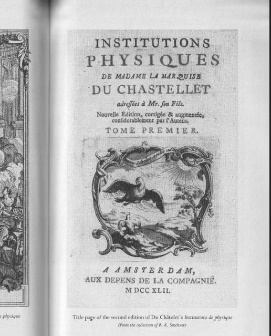 INSTITUTIONS
PHYSIQUES
DE MADAME LA MARQUISE
DU CHASTELLET
adressées à Mr. son Fils.
Nouvelle Edition, corrigée & augmentée,
considérablement par l'Auteur.
TOME PREMIER.
A AMSTERDAM,
AUX DEPENS DE LA COMPAGNIE.
M DCC XLII.
physique
Title page of the second edition of Du Châtelet's Institutions de physique
(From the collection of